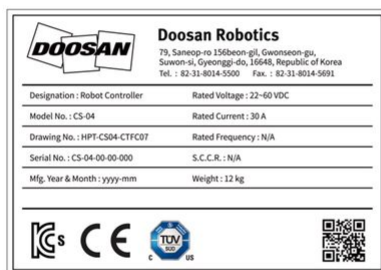 DOOSAN
Doosan Robotics
79, Saneop-ro 156beon-gil, Gwonseon-gu,
Suwon-si, Gyeonggi-do, 16648, Republic of Korea
Tel. : 82-31-8014-5500 Fax. : 82-31-8014-5691
Designation : Robot Controller Rated Voltage : 22~60 VDC
Model No. : CS-04 Rated Current : 30 A
Drawing No. : HPT-CS04-CTFC07 Rated Frequency : N/A
Serial No. : CS-04-00-00-000 S.C.C.R. : N/A
Mfg. Year & Month : yyyy-mm Weight : 12 kg
S CE TÜV
SÜD
C US